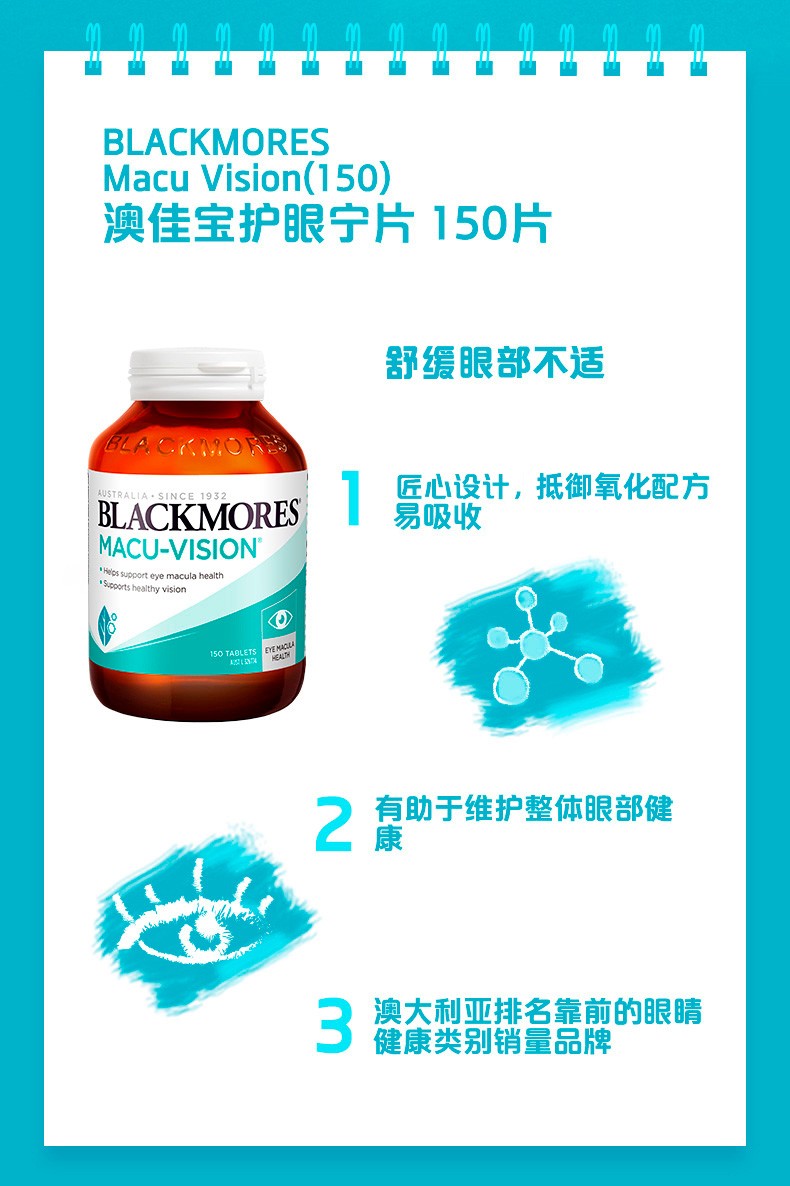 BLACKMORES
Macu Vision(150)
澳佳宝护眼宁片 150片
舒缓眼部不适
BLACKMORES
AUSTRALIA • SINCE 1932
BLACKMORES®
MACU-VISION®
• Helps support eye macula health
• Supports healthy vision
150 TABLETS
EYE MACULA
HEALTH
1
匠心设计，抵御氧化配方
易吸收
2
有助于维护整体眼部健
康
3
澳大利亚排名靠前的眼睛
健康类别销量品牌